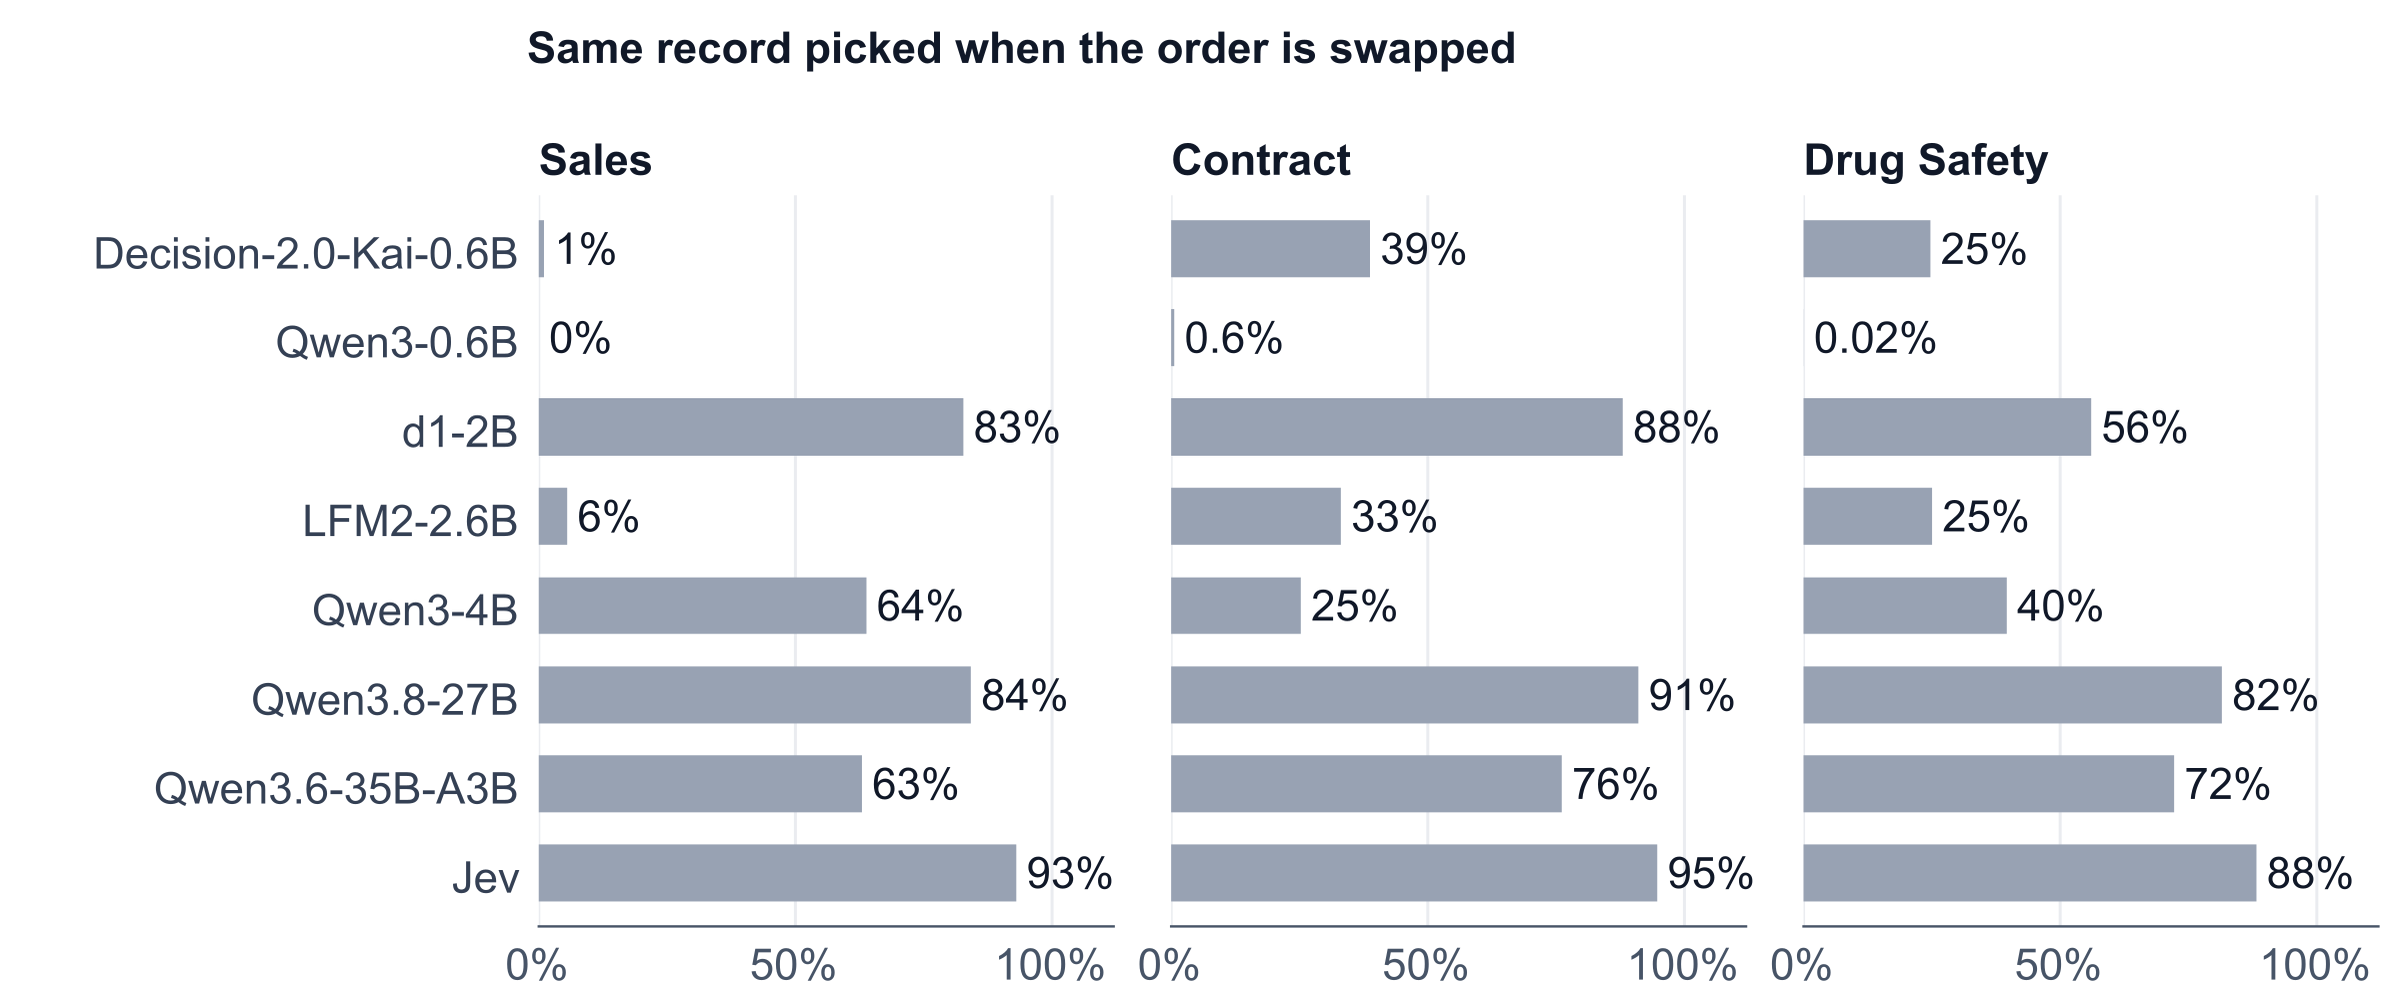 Same record picked when the order is swapped
Sales Contract Drug Safety
Decision-2.0-Kai-0.6B 1% 39% 25%
Qwen3-0.6B 0% 0.6% 0.02%
d1-2B 83% 88% 56%
LFM2-2.6B 6% 33% 25%
Qwen3-4B 64% 25% 40%
Qwen3.8-27B 84% 91% 82%
Qwen3.6-35B-A3B 63% 76% 72%
Jev 93% 95% 88%
0% 50% 100% 0% 50% 100% 0% 50% 100%